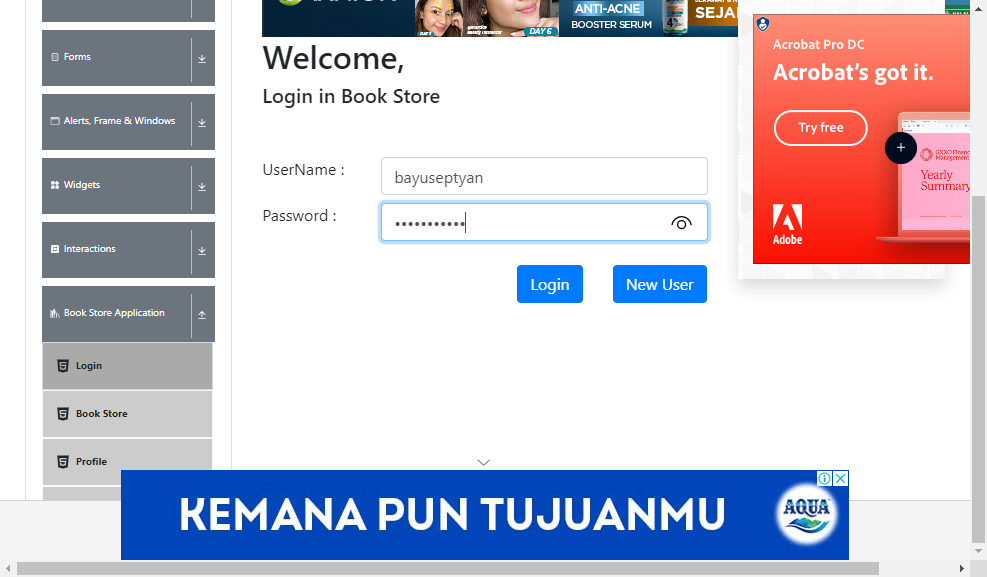 ANTI-ACNE
BOOSTER SERUM
DAY 6
4%
SEJA
Welcome,
Login in Book Store
UserName :
bayuseptyan
Password :
•••••••••••
Login
New User
Forms
Alerts, Frame & Windows
Widgets
Interactions
Book Store Application
Login
Book Store
Profile
Acrobat Pro DC
Acrobat's got it.
Try free
Yearly
Summary
Adobe
KEMANA PUN TUJUANMU
AQUA